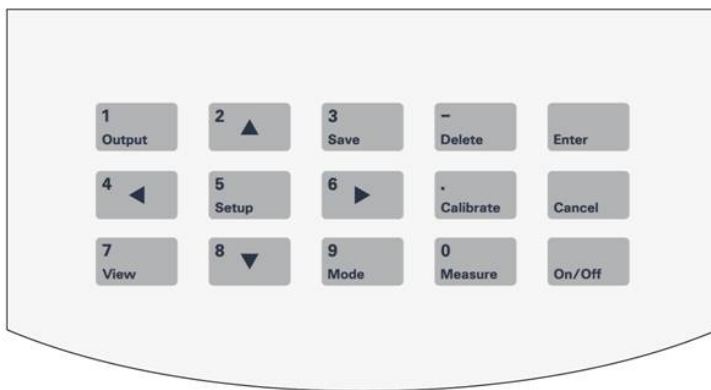 1
Output
2 ▲
3
Save
–
Delete
Enter
4 ◀
5
Setup
6 ▶
.
Calibrate
Cancel
7
View
8 ▼
9
Mode
0
Measure
On/Off